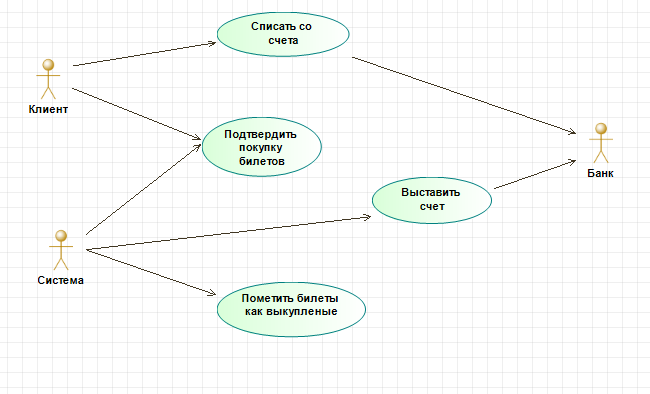 Списать со
счета
Клиент
Подтвердить
покупку
билетов
Банк
Выставить
счет
Система
Пометить билеты
как выкупленые